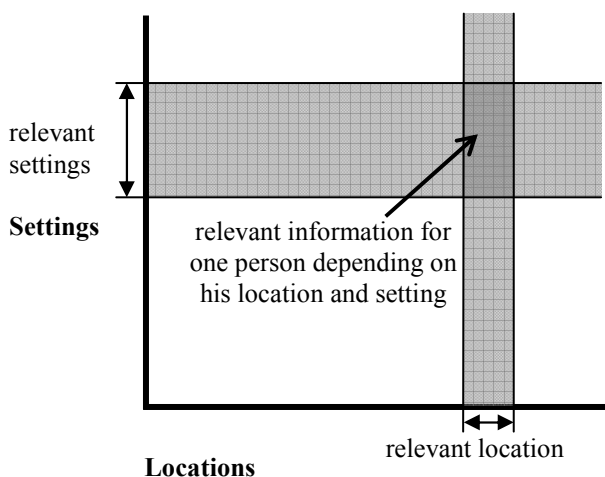 relevant
settings
Settings
relevant information for
one person depending on
his location and setting
relevant location
Locations